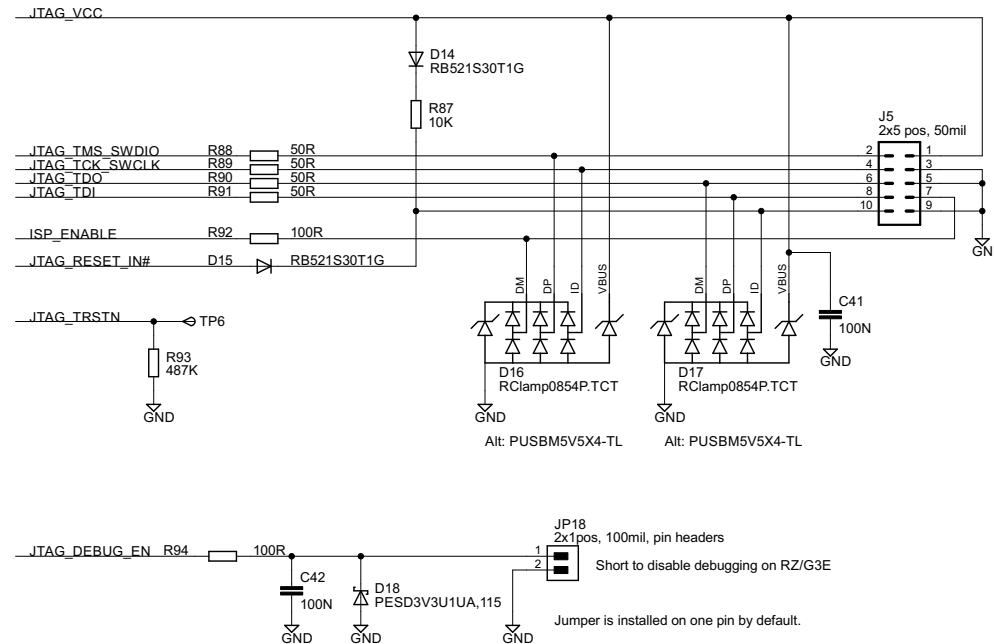 JTAG_VCC
D14
RB521S30T1G
R87
10K
J5
2x5 pos, 50mil
JTAG_TMS_SWDIO R88 50R 2 1
JTAG_TCK_SWCLK R89 50R 4 3
JTAG_TDO R90 50R 6 5
JTAG_TDI R91 50R 8 7
10 9
ISP_ENABLE R92 100R
GN
JTAG_RESET_IN# D15 RB521S30T1G
DM DP ID VBUS DM DP ID VBUS
C41
100N
GND
JTAG_TRSTN TP6
R93
487K
GND
D16
RClamp0854P.TCT
GND
Alt: PUSBM5V5X4-TL
D17
RClamp0854P.TCT
GND
Alt: PUSBM5V5X4-TL
JP18
2x1pos, 100mil, pin headers
JTAG_DEBUG_EN R94 100R 1
2 Short to disable debugging on RZ/G3E
C42
100N
GND
D18
PESD3V3U1UA,115
GND
GND
Jumper is installed on one pin by default.